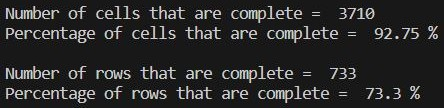 Number of cells that are complete =  3710
Percentage of cells that are complete =  92.75 %

Number of rows that are complete =  733
Percentage of rows that are complete =  73.3 %